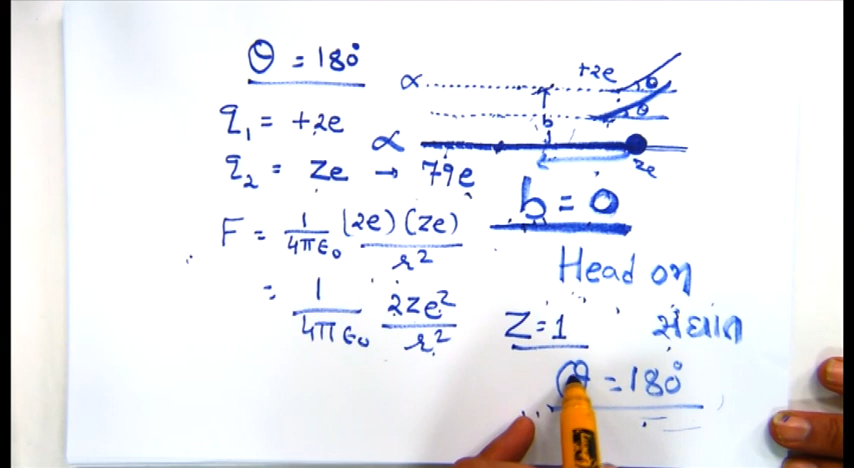 θ = 180°
α
+2e
θ
θ
q₁ = +2e
b
α
q₂ = Ze → 79e
Ze
b = 0
F = 1/4πε₀ (2e)(Ze)/r²
Head on
= 1/4πε₀ 2Ze²/r²
Z=1 સંઘાત
θ = 180°